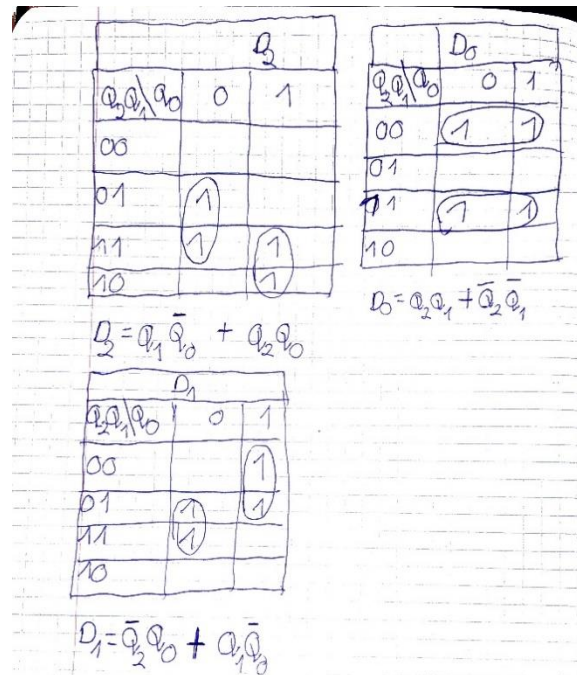 D₂
Q₂Q₁\Q₀ 0 1
00
01 1
11 1 1
10 1
D₂ = Q₁Q̄₀ + Q₂Q₀
D₀
Q₂Q₁\Q₀ 0 1
00 1 1
01
11 1 1
10
D₀ = Q₂Q₁ + Q̄₂Q̄₁
D₁
Q₂Q₁\Q₀ 0 1
00 1
01 1 1
11 1
10
D₁ = Q̄₂Q₀ + Q₁Q̄₀